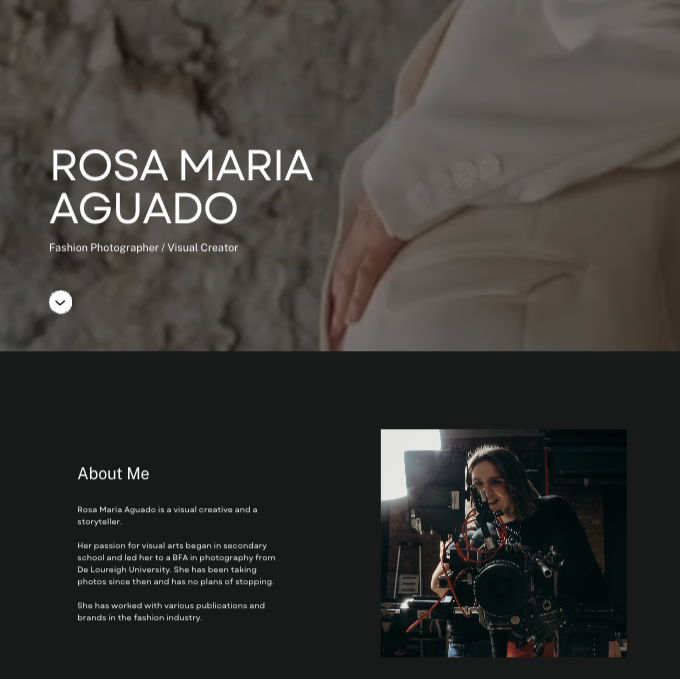 ROSA MARIA
AGUADO
Fashion Photographer / Visual Creator
About Me
Rosa Maria Aguado is a visual creative and a
storyteller.
Her passion for visual arts began in secondary
school and led her to a BFA in photography from
De Loureigh University. She has been taking
photos since then and has no plans of stopping.
She has worked with various publications and
brands in the fashion industry.